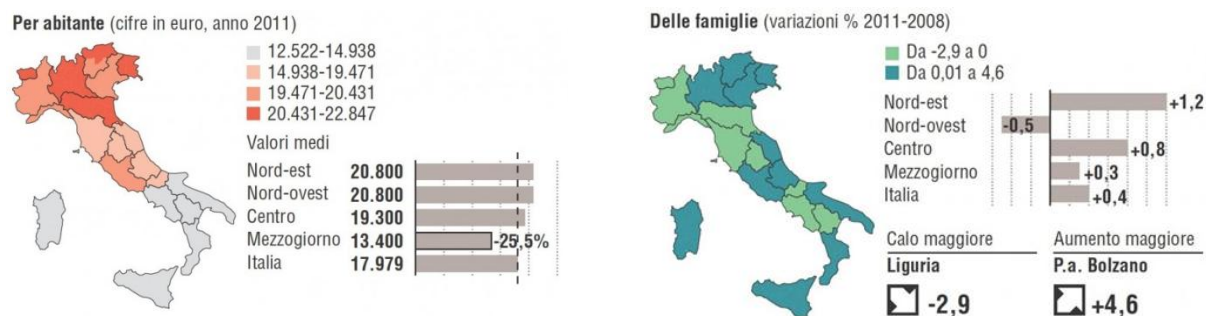 Per abitante (cifre in euro, anno 2011)
12.522-14.938
14.938-19.471
19.471-20.431
20.431-22.847
Valori medi
Nord-est 20.800
Nord-ovest 20.800
Centro 19.300
Mezzogiorno 13.400 -25,5%
Italia 17.979
Delle famiglie (variazioni % 2011-2008)
Da -2,9 a 0
Da 0,01 a 4,6
Nord-est +1,2
Nord-ovest -0,5
Centro +0,8
Mezzogiorno +0,3
Italia +0,4
Calo maggiore
Liguria
-2,9
Aumento maggiore
P.a. Bolzano
+4,6